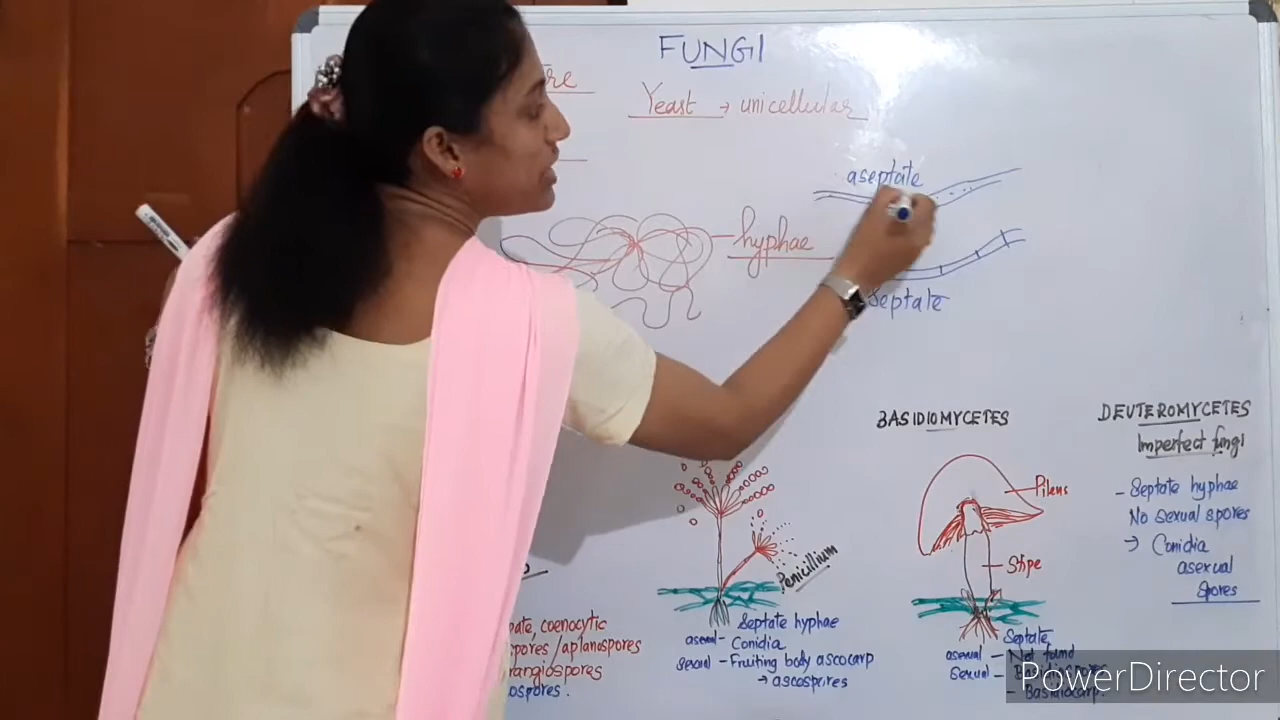 FUNGI
Yeast → unicellular
aseptate
hyphae
Septate
BASIDIOMYCETES
DEUTEROMYCETES
Imperfect fungi
Pileus
Stipe
- Septate hyphae
No sexual spores
→ Conidia
asexual
spores
Penicillium
pate, coenocytic
spores / aplanospores
rangiospores
ospores.
Septate hyphae
asexual - Conidia
sexual - Fruiting body ascocarp
→ ascospores
Septate
asexual - Not found
Sexual - Basidiospores
- Basidiocarp.
PowerDirector